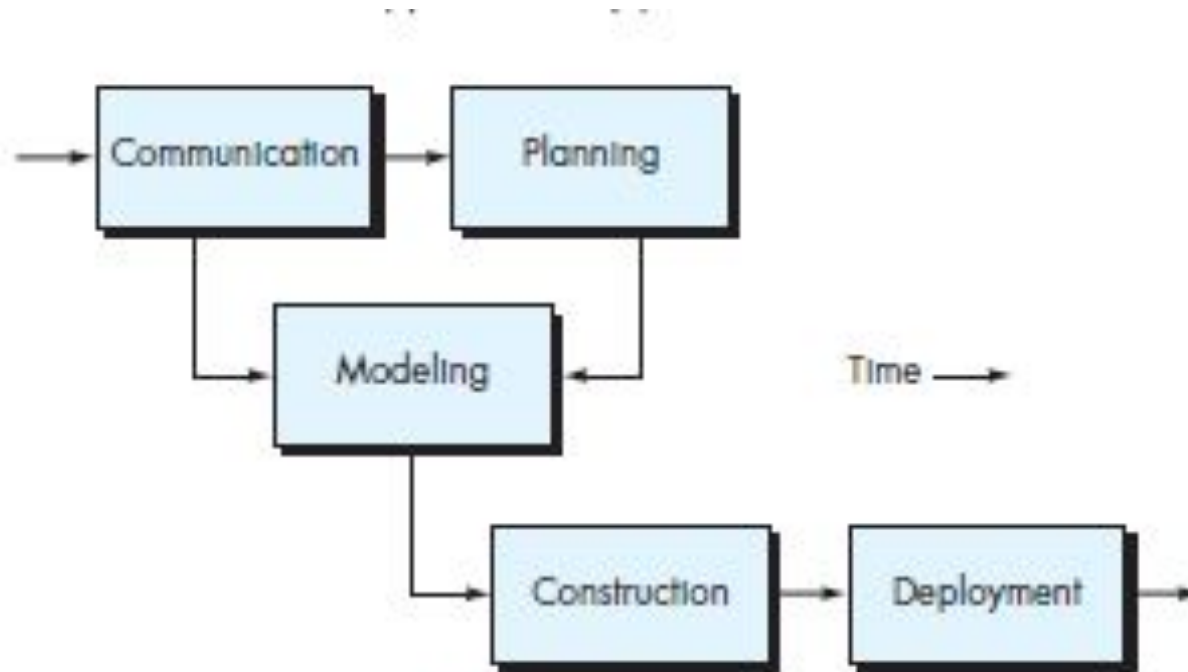 Communication
Planning
Modeling
Time
Construction
Deployment